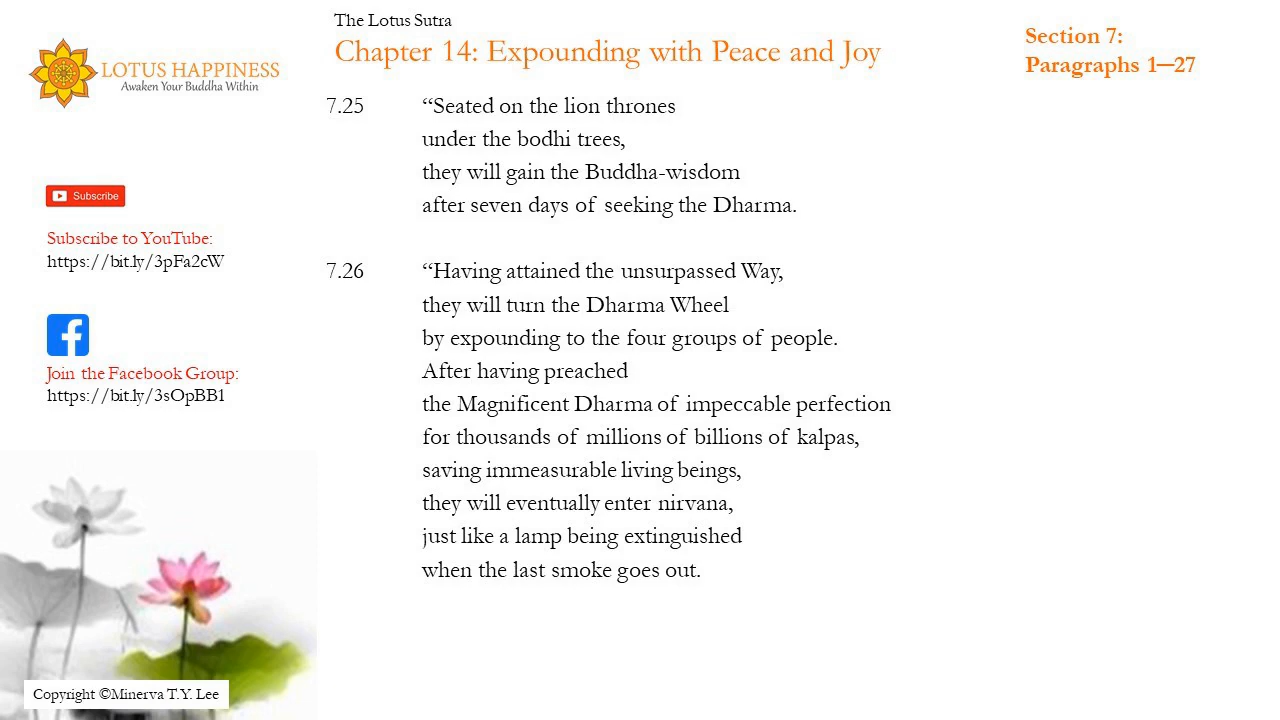 The Lotus Sutra
Chapter 14: Expounding with Peace and Joy
Section 7:
Paragraphs 1—27
LOTUS HAPPINESS
Awaken Your Buddha Within
Subscribe
Subscribe to YouTube:
https://bit.ly/3pFa2cW
Join the Facebook Group:
https://bit.ly/3sOpBB1
7.25 “Seated on the lion thrones
under the bodhi trees,
they will gain the Buddha-wisdom
after seven days of seeking the Dharma.
7.26 “Having attained the unsurpassed Way,
they will turn the Dharma Wheel
by expounding to the four groups of people.
After having preached
the Magnificent Dharma of impeccable perfection
for thousands of millions of billions of kalpas,
saving immeasurable living beings,
they will eventually enter nirvana,
just like a lamp being extinguished
when the last smoke goes out.
Copyright ©Minerva T.Y. Lee